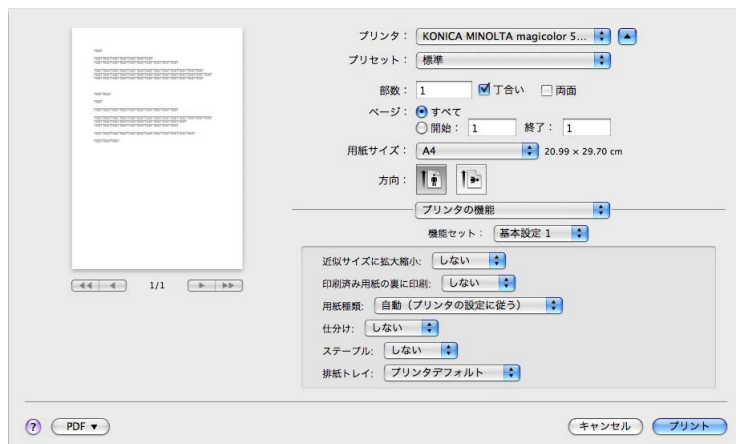 プリンタ： KONICA MINOLTA magicolor 5...
プリセット： 標準
部数： 1 丁合い 両面
ページ： すべて
開始： 1 終了： 1
用紙サイズ： A4 20.99 × 29.70 cm
方向：
プリンタの機能
機能セット： 基本設定 1
近似サイズに拡大縮小: しない
印刷済み用紙の裏に印刷: しない
用紙種類: 自動（プリンタの設定に従う）
仕分け: しない
ステープル: しない
排紙トレイ: プリンタデフォルト
1/1
? PDF ▼ キャンセル プリント